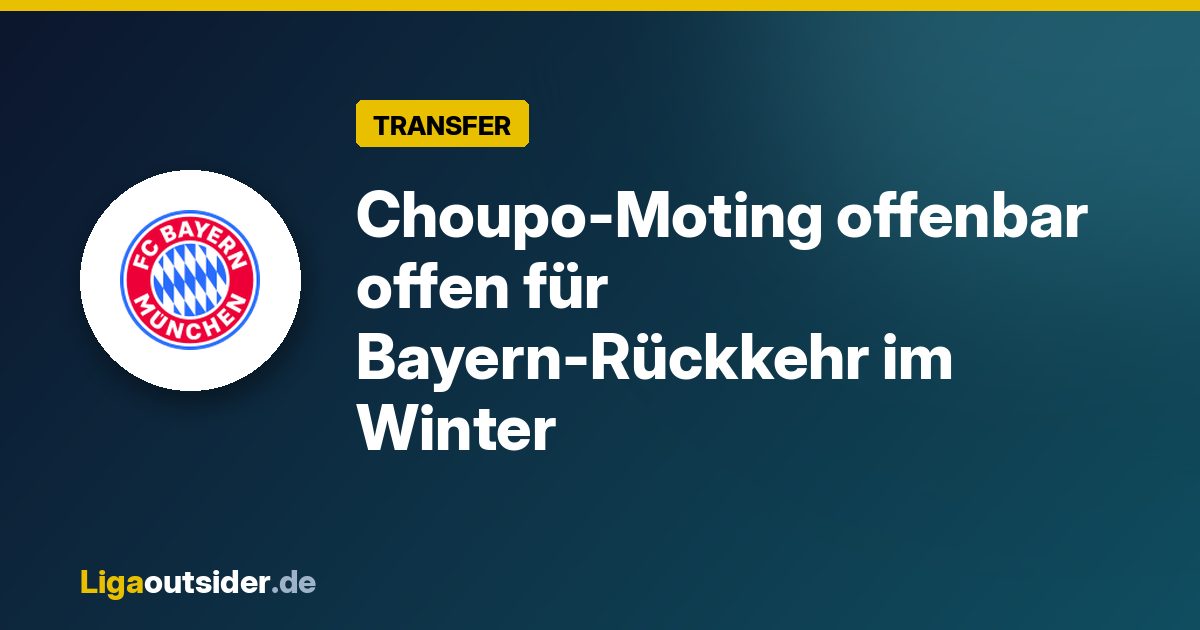 TRANSFER
Choupo-Moting offenbar
offen für
Bayern-Rückkehr im
Winter
FC BAYERN
MÜNCHEN
Ligaoutsider.de